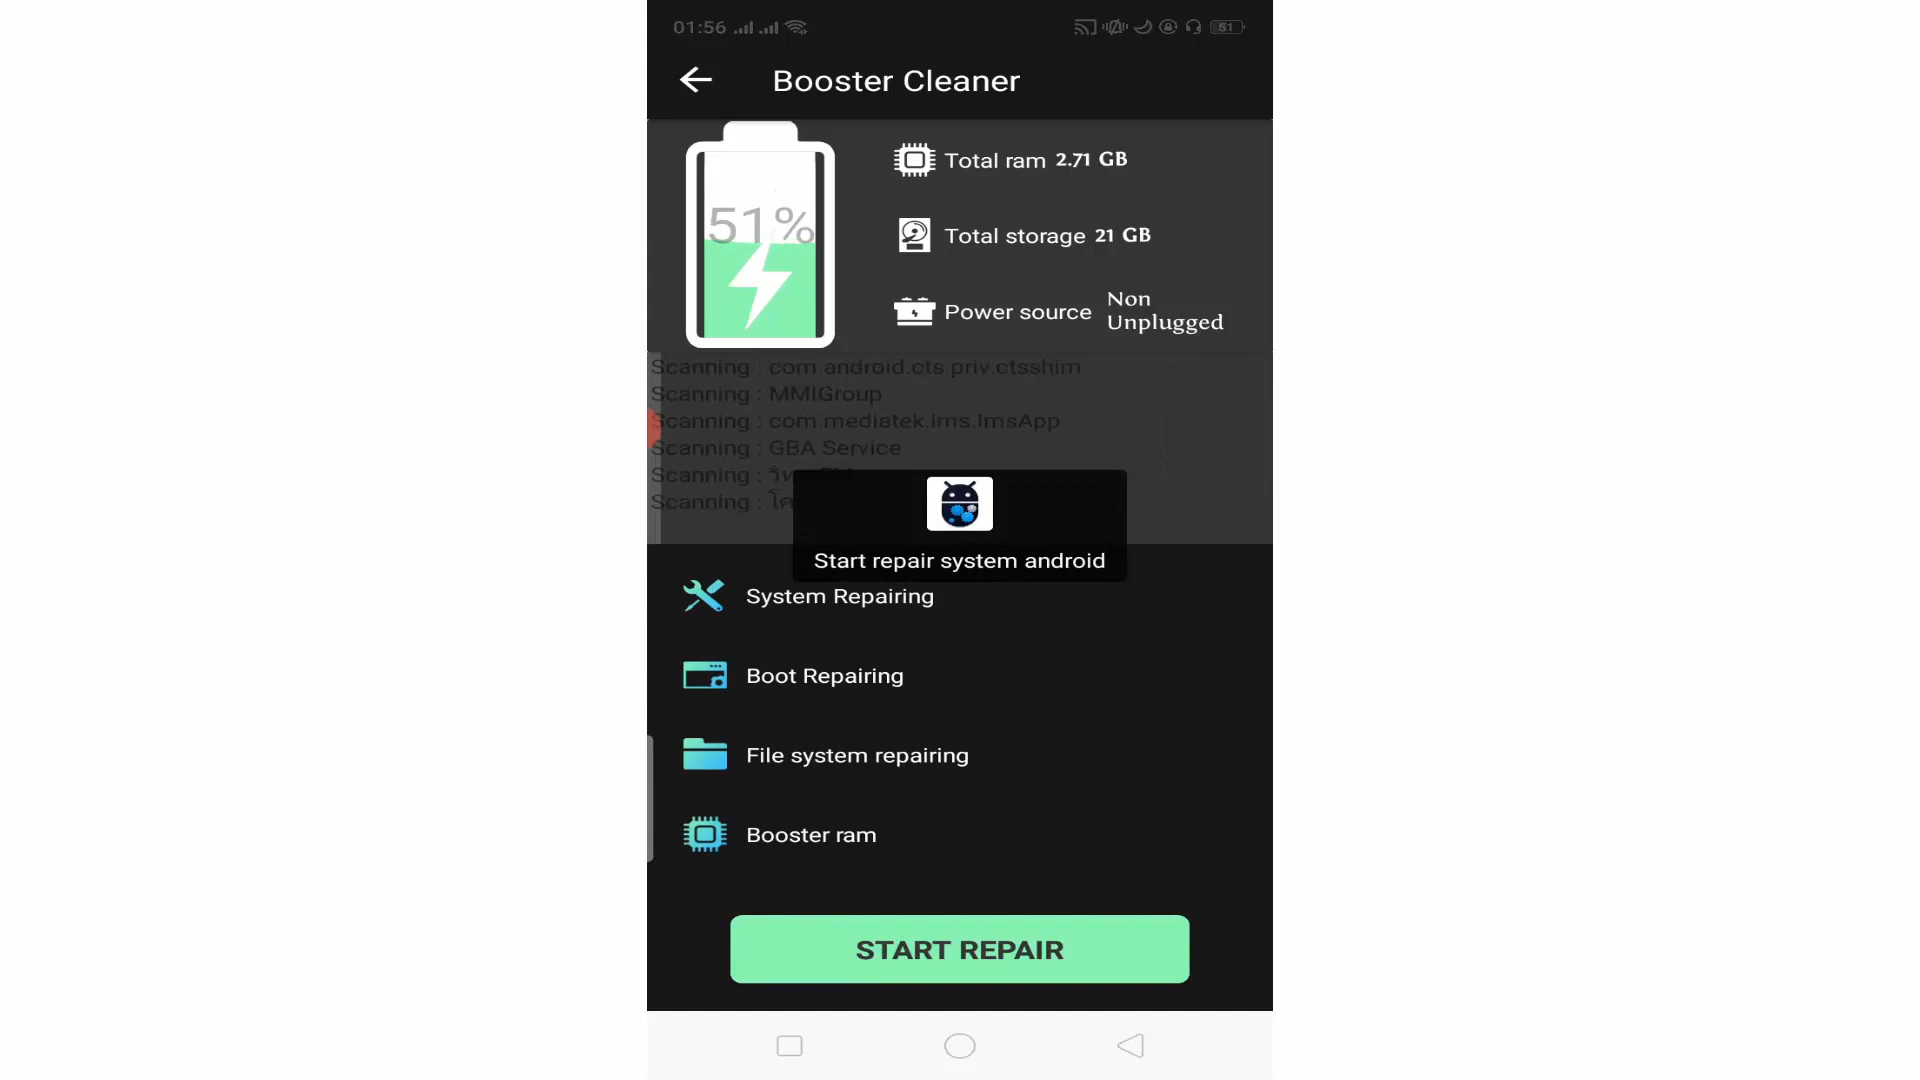 01:56
51
Booster Cleaner
51%
Total ram 2.71 GB
Total storage 21 GB
Power source Non Unplugged
Scanning : com.android.cts.priv.ctsshim
Scanning : MMIGroup
Scanning : com.mediatek.ims.ImsApp
Scanning : GBA Service
Scanning :
Scanning :
Start repair system android
System Repairing
Boot Repairing
File system repairing
Booster ram
START REPAIR